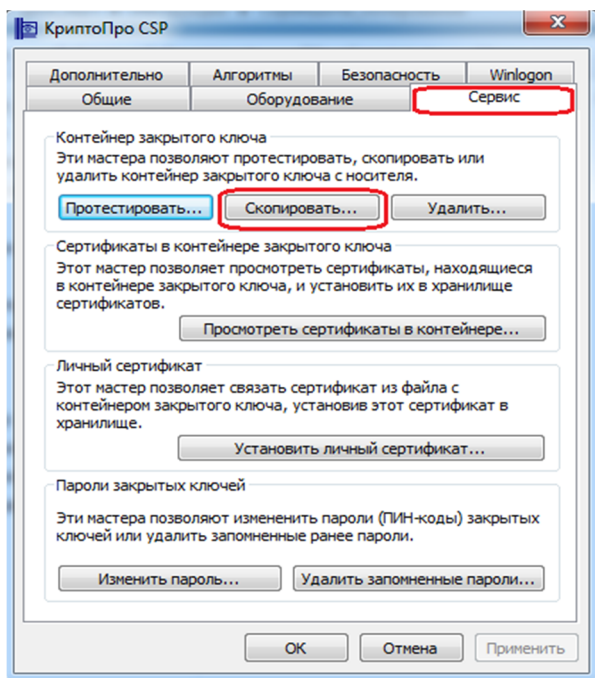 КриптоПро CSP
Дополнительно Алгоритмы Безопасность Winlogon
Общие Оборудование Сервис
Контейнер закрытого ключа
Эти мастера позволяют протестировать, скопировать или
удалить контейнер закрытого ключа с носителя.
Протестировать... Скопировать... Удалить...
Сертификаты в контейнере закрытого ключа
Этот мастер позволяет просмотреть сертификаты, находящиеся
в контейнере закрытого ключа, и установить их в хранилище
сертификатов.
Просмотреть сертификаты в контейнере...
Личный сертификат
Этот мастер позволяет связать сертификат из файла с
контейнером закрытого ключа, установив этот сертификат в
хранилище.
Установить личный сертификат...
Пароли закрытых ключей
Эти мастера позволяют измененить пароли (ПИН-коды) закрытых
ключей или удалить запомненные ранее пароли.
Изменить пароль... Удалить запомненные пароли...
ОК Отмена Применить